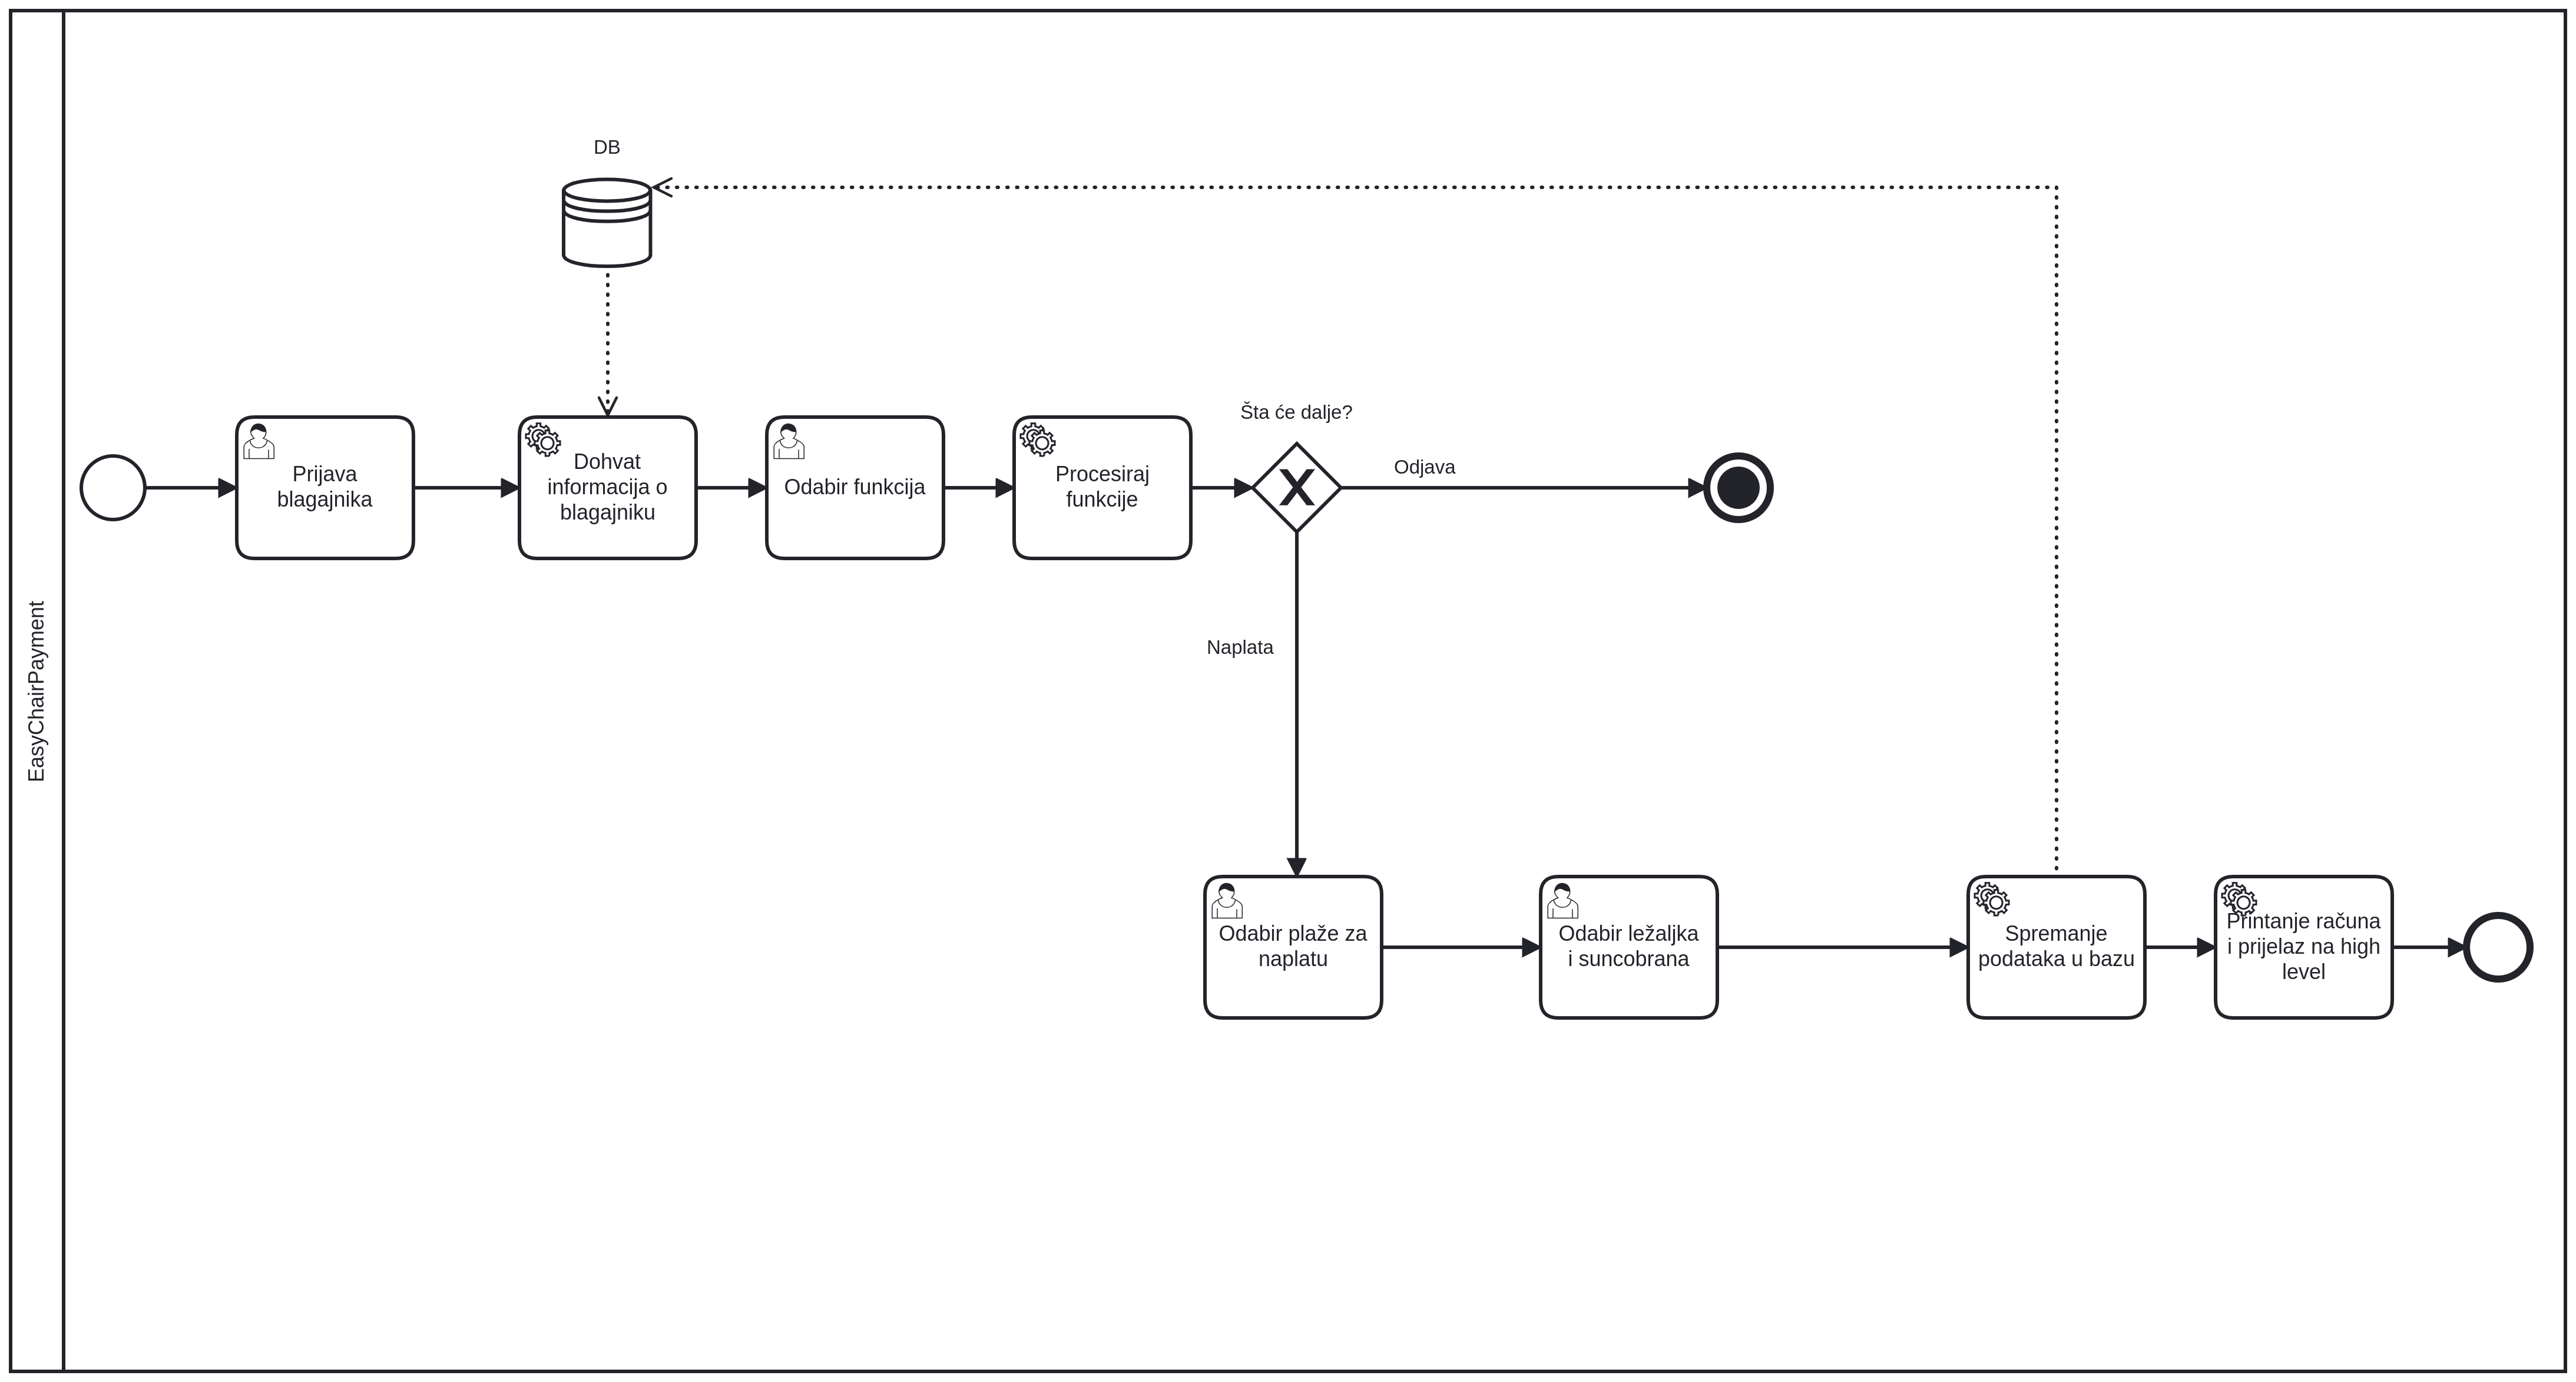 EasyChairPayment
DB
Prijava
blagajnika
Dohvat
informacija o
blagajniku
Odabir funkcija
Procesiraj
funkcije
Šta će dalje?
Odjava
Naplata
Odabir plaže za
naplatu
Odabir ležaljka
i suncobrana
Spremanje
podataka u bazu
Printanje računa
i prijelaz na high
level